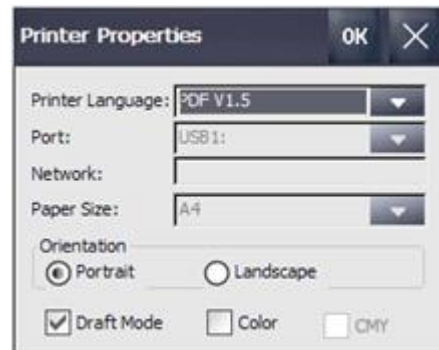 Printer Properties OK
Printer Language: PDF V1.5
Port: USB1:
Network:
Paper Size: A4
Orientation
Portrait Landscape
Draft Mode Color CMY